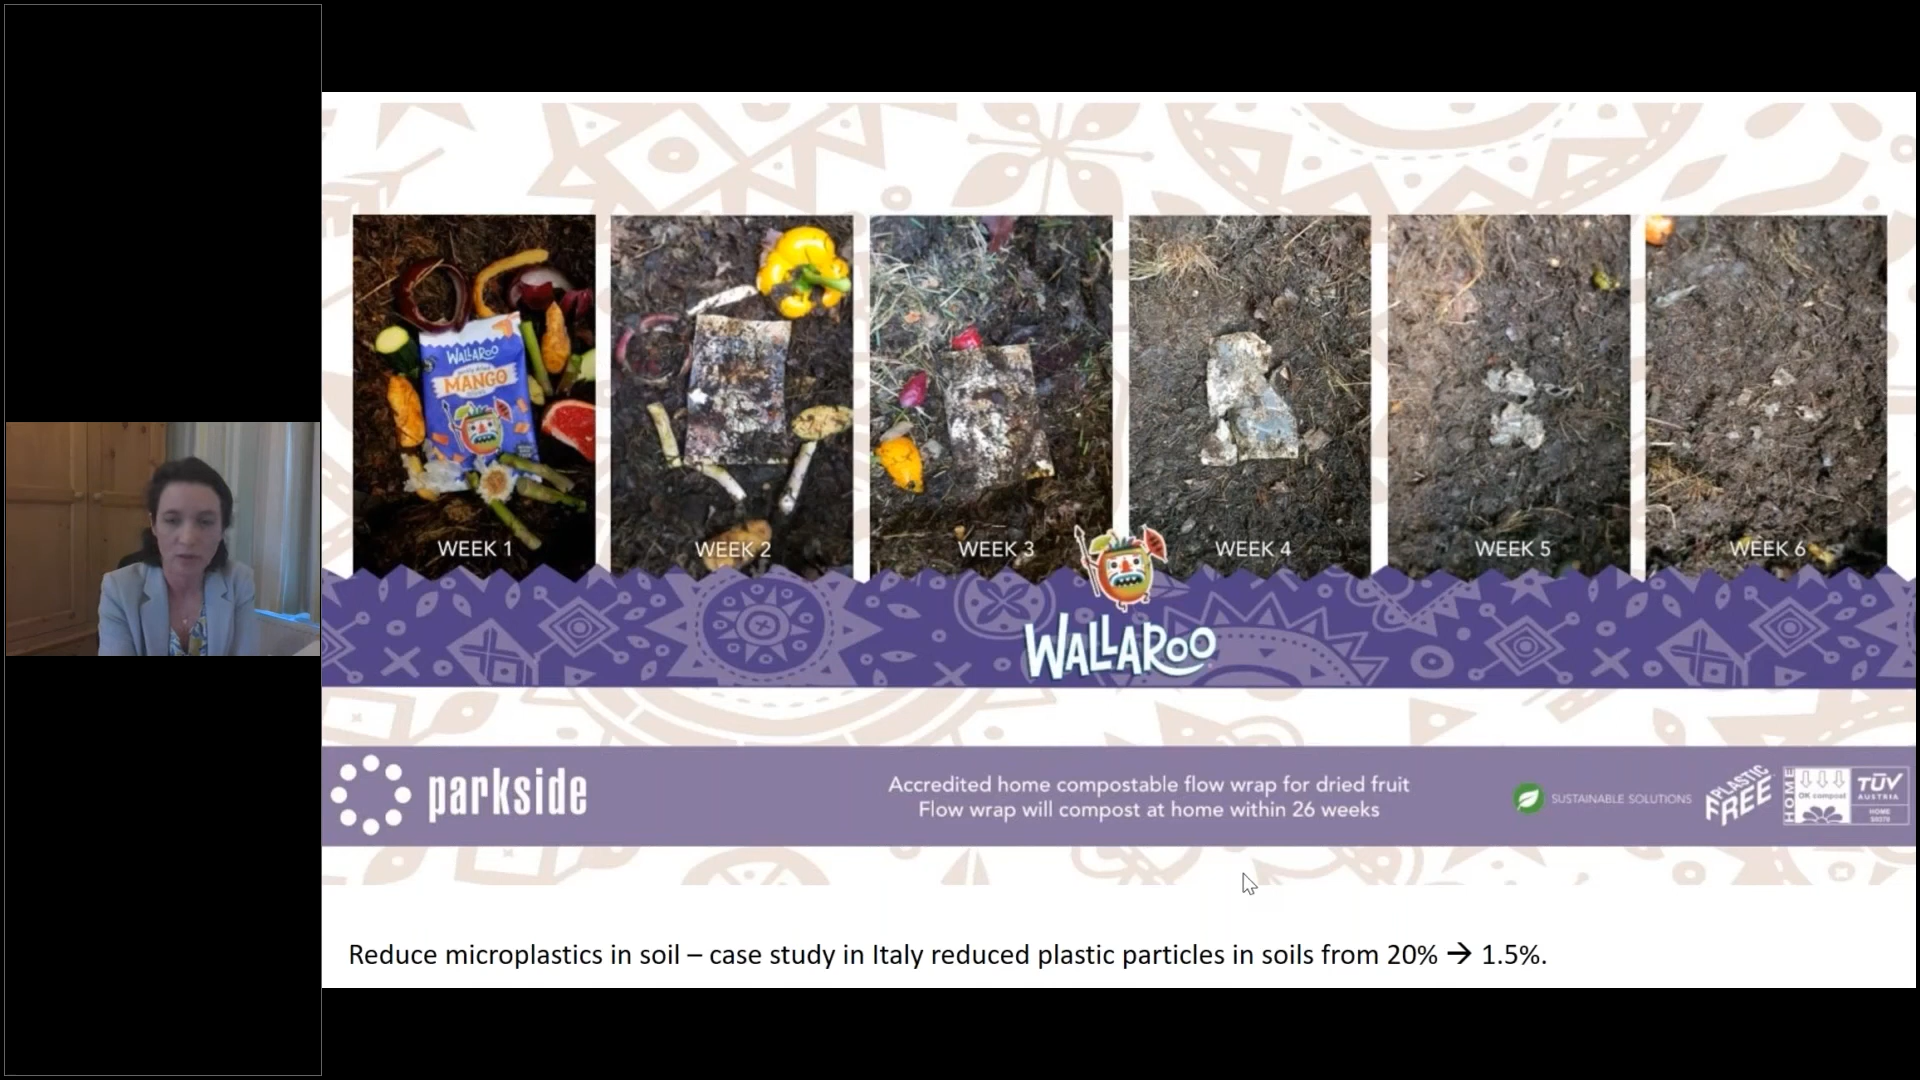 WALLAROO
MANGO
WEEK 1
WEEK 2
WEEK 3
WEEK 4
WEEK 5
WEEK 6
WALLAROO
parkside
Accredited home compostable flow wrap for dried fruit
Flow wrap will compost at home within 26 weeks
SUSTAINABLE SOLUTIONS
PLASTIC
FREE
HOME
OK compost
TÜV
AUSTRIA
HOME
Reduce microplastics in soil – case study in Italy reduced plastic particles in soils from 20% → 1.5%.